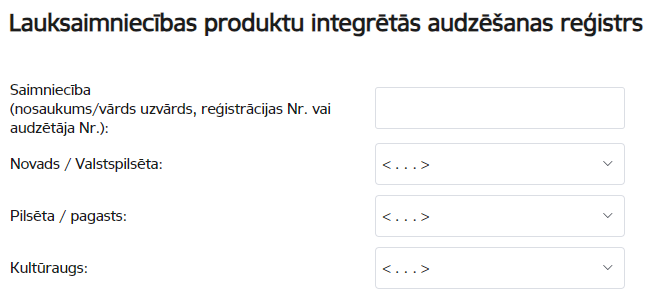 Lauksaimniecības produktu integrētās audzēšanas reģistrs
Saimniecība
(nosaukums/vārds uzvārds, reģistrācijas Nr. vai
audzētāja Nr.):
Novads / Valstspilsēta:
< . . . >
Pilsēta / pagasts:
< . . . >
Kultūraugs:
< . . . >